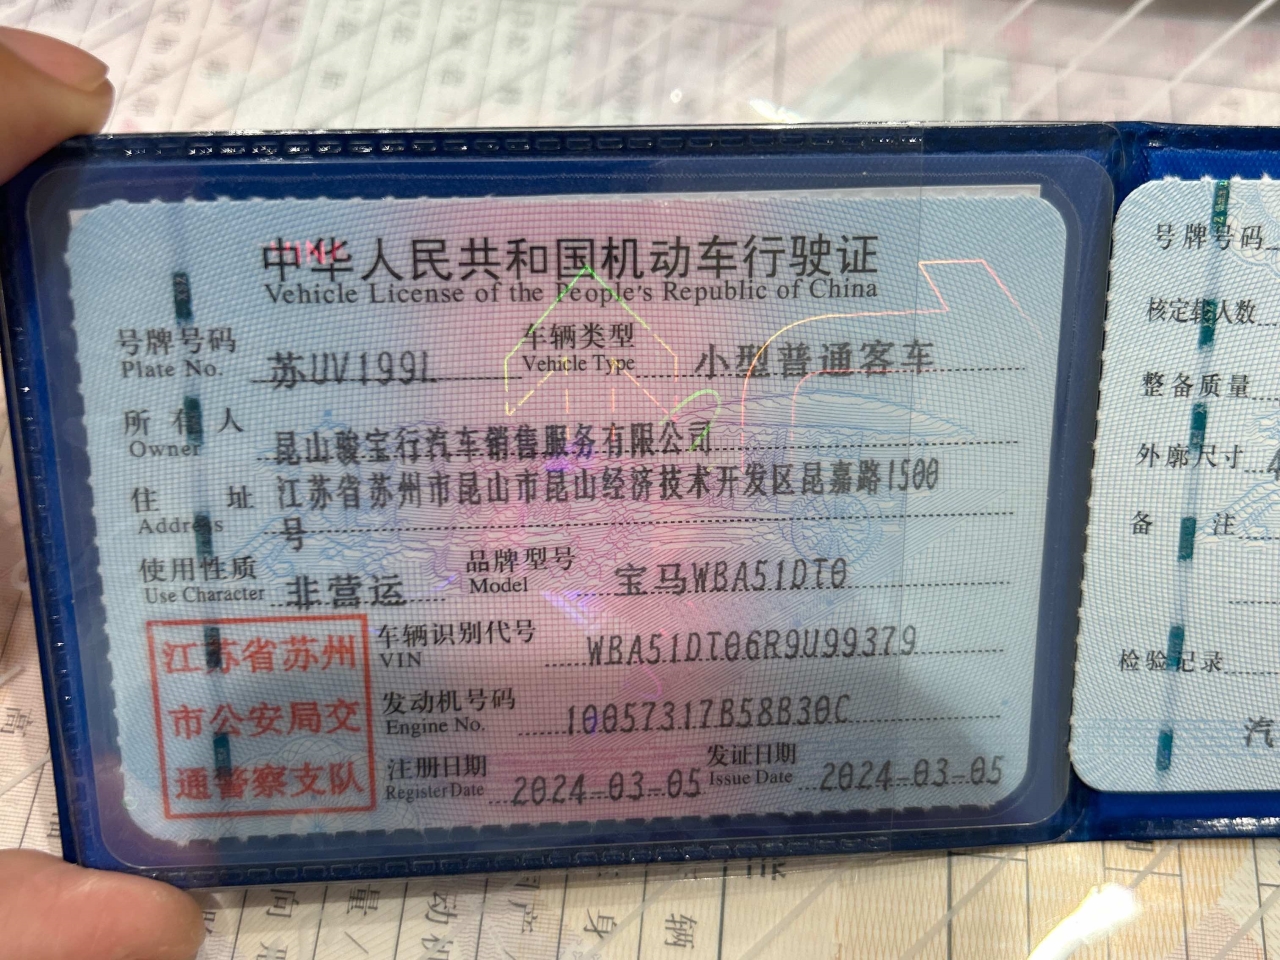 中华人民共和国机动车行驶证
Vehicle License of the People's Republic of China
号牌号码 苏UV199L 车辆类型 小型普通客车
Plate No. Vehicle Type
所有人 昆山骏宝行汽车销售服务有限公司
Owner
住址 江苏省苏州市昆山市昆山经济技术开发区昆嘉路1500
Address 号
使用性质 非营运 品牌型号 宝马WBA51DT0
Use Character Model
江苏省苏州
市公安局交
通警察支队
车辆识别代号 WBA51DT06R9U99379
VIN
发动机号码 10057317B58B30C
Engine No.
注册日期 2024-03-05 发证日期 2024-03-05
Register Date Issue Date
号牌号码
核定载人数
整备质量
外廓尺寸
备注
检验记录
汽